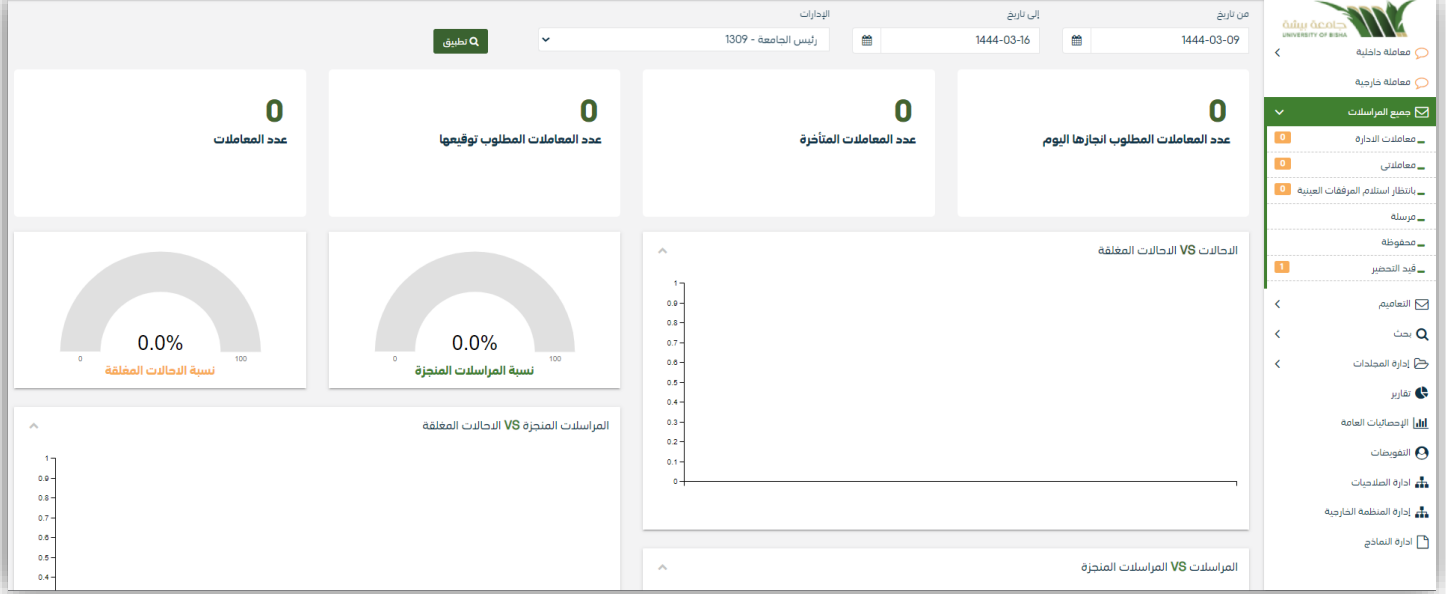 جامعة بيشة
UNIVERSITY OF BISHA
معاملة داخلية
معاملة خارجية
جميع المراسلات
معاملات الادارة 0
معاملاتي 0
بانتظار استلام المرفقات العينية 0
مرسلة
محفوظة
قيد التحضير 1
التعاميم
بحث
إدارة المجلدات
تقارير
الإحصائيات العامة
التفويضات
ادارة الصلاحيات
إدارة المنظمة الخارجية
ادارة النماذج
من تاريخ
1444-03-09
إلى تاريخ
1444-03-16
الإدارات
رئيس الجامعة - 1309
تطبيق
0
عدد المعاملات المطلوب انجازها اليوم
0
عدد المعاملات المتأخرة
0
عدد المعاملات المطلوب توقيعها
0
عدد المعاملات
الاحالات VS الاحالات المغلقة
1
0.9
0.8
0.7
0.6
0.5
0.4
0.3
0.2
0.1
0
0.0%
0 100
نسبة المراسلات المنجزة
0.0%
0 100
نسبة الاحالات المغلقة
المراسلات المنجزة VS الاحالات المغلقة
1
0.9
0.8
0.7
0.6
0.5
0.4
المراسلات VS المراسلات المنجزة